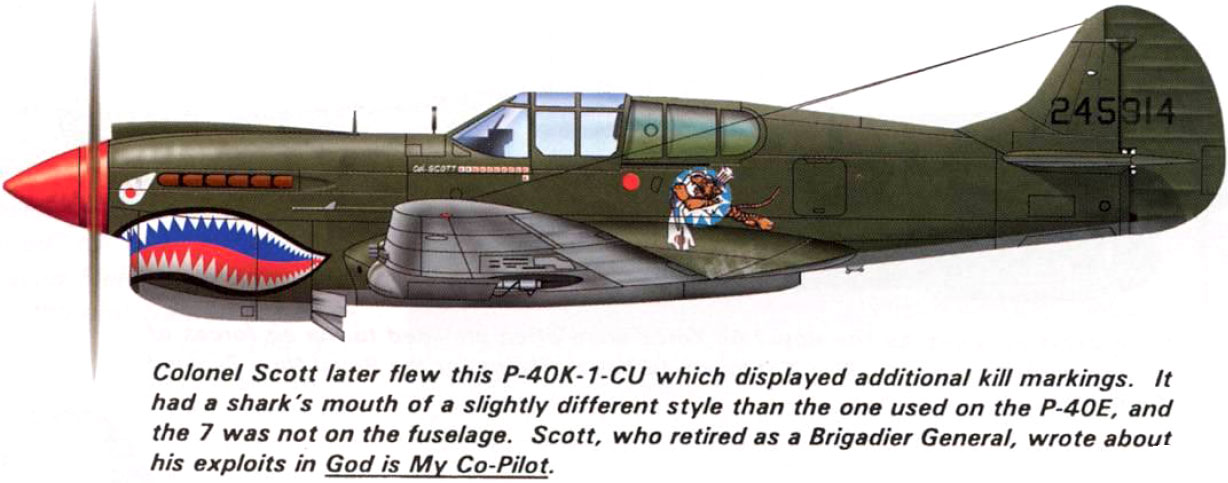 245914
COL. SCOTT
Colonel Scott later flew this P-40K-1-CU which displayed additional kill markings. It
had a shark's mouth of a slightly different style than the one used on the P-40E, and
the 7 was not on the fuselage. Scott, who retired as a Brigadier General, wrote about
his exploits in God is My Co-Pilot.